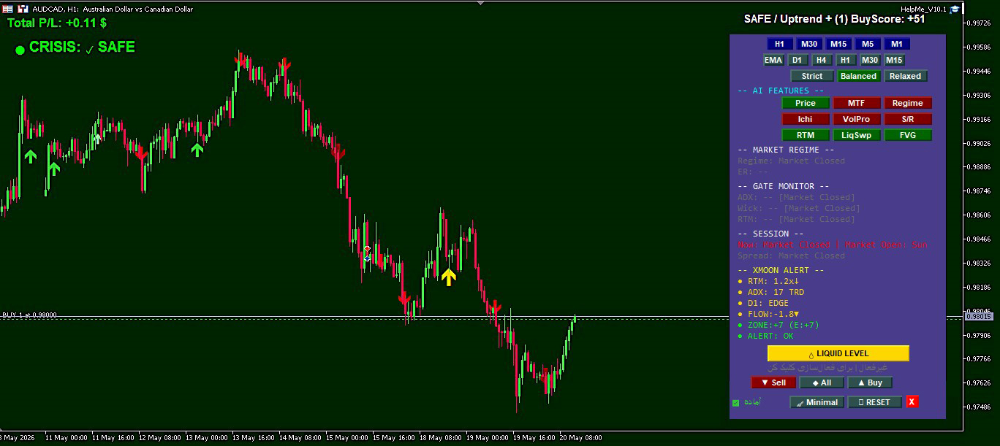 AUDCAD, H1: Australian Dollar vs Canadian Dollar
HelpMe_V10.1
Total P/L: +0.11 $
SAFE / Uptrend + (1) BuyScore: +51
● CRISIS: ✓ SAFE
H1 M30 M15 M5 M1
EMA D1 H4 H1 M30 M15
Strict Balanced Relaxed
-- AI FEATURES --
Price MTF Regime
Ichi VolPro S/R
RTM LiqSwp FVG
-- MARKET REGIME --
Regime: Market Closed
ER: --
-- GATE MONITOR --
ADX: -- [Market Closed]
Wick: -- [Market Closed]
RTM: -- [Market Closed]
-- SESSION --
Now: Market Closed | Market Open: Sun
Spread: Market Closed
-- XMOON ALERT --
● RTM: 1.2x↓
● ADX: 17 TRD
● D1: EDGE
● FLOW:-1.8▼
● ZONE:+7 (E:+7)
● ALERT: OK
LIQUID LEVEL
غیرفعال | برای فعال‌سازی کلیک کن
▼ Sell ◆ All ▲ Buy
آماده
Minimal RESET X
BUY 1 at 0.98000
0.99726
0.99586
0.99446
0.99306
0.99166
0.99026
0.98886
0.98746
0.98606
0.98466
0.98326
0.98186
0.98046
0.98015
0.97906
0.97766
0.97626
0.97486
8 May 2026 11 May 00:00 11 May 16:00 12 May 08:00 13 May 00:00 13 May 16:00 14 May 08:00 15 May 00:00 15 May 16:00 18 May 08:00 19 May 00:00 19 May 16:00 20 May 08:00